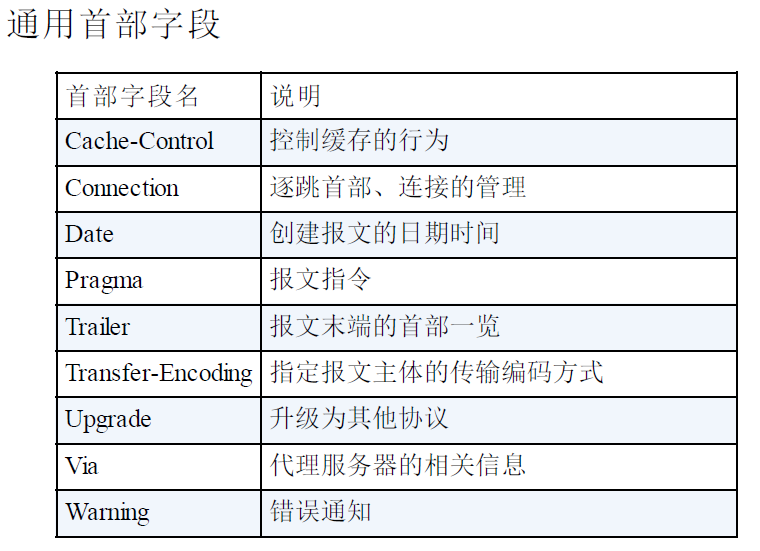 通用首部字段
首部字段名 说明
Cache-Control 控制缓存的行为
Connection 逐跳首部、连接的管理
Date 创建报文的日期时间
Pragma 报文指令
Trailer 报文末端的首部一览
Transfer-Encoding 指定报文主体的传输编码方式
Upgrade 升级为其他协议
Via 代理服务器的相关信息
Warning 错误通知